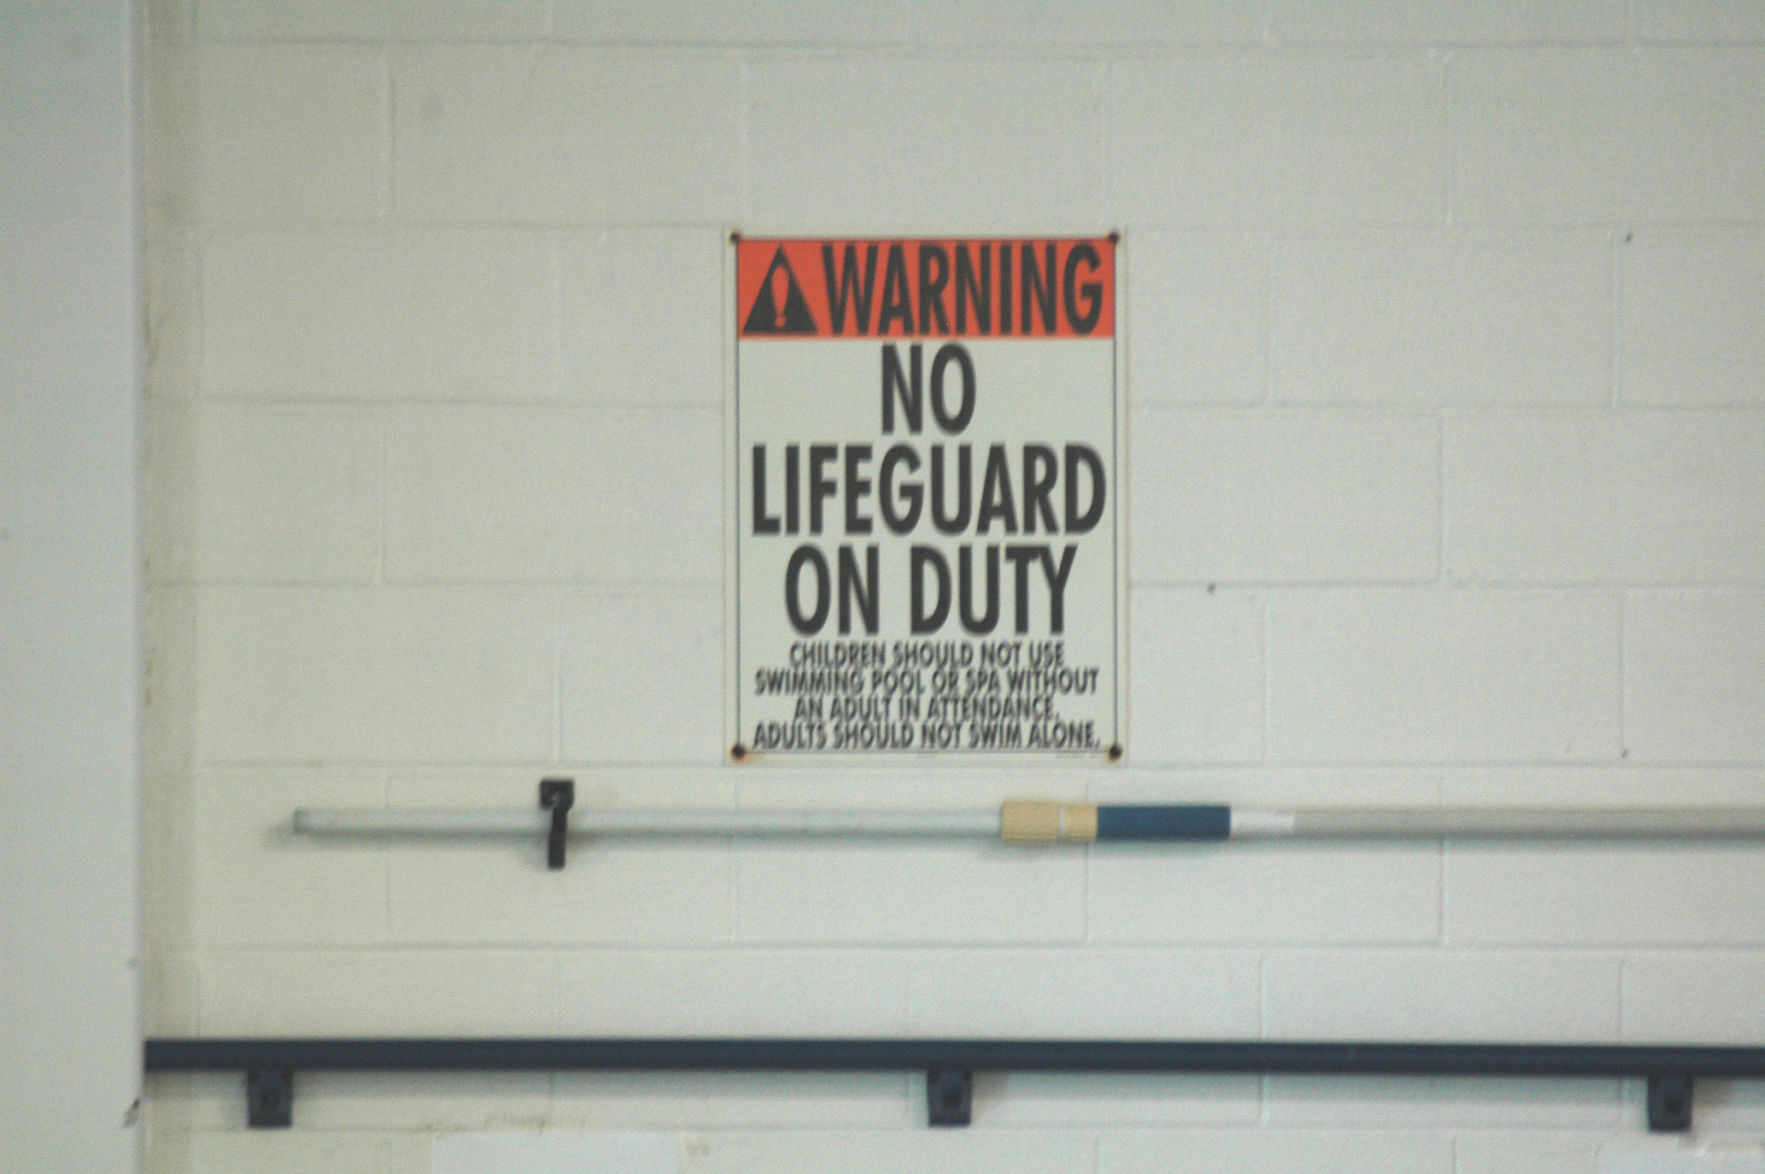 WARNING
NO
LIFEGUARD
ON DUTY
CHILDREN SHOULD NOT USE
SWIMMING POOL OR SPA WITHOUT
AN ADULT IN ATTENDANCE.
ADULTS SHOULD NOT SWIM ALONE.